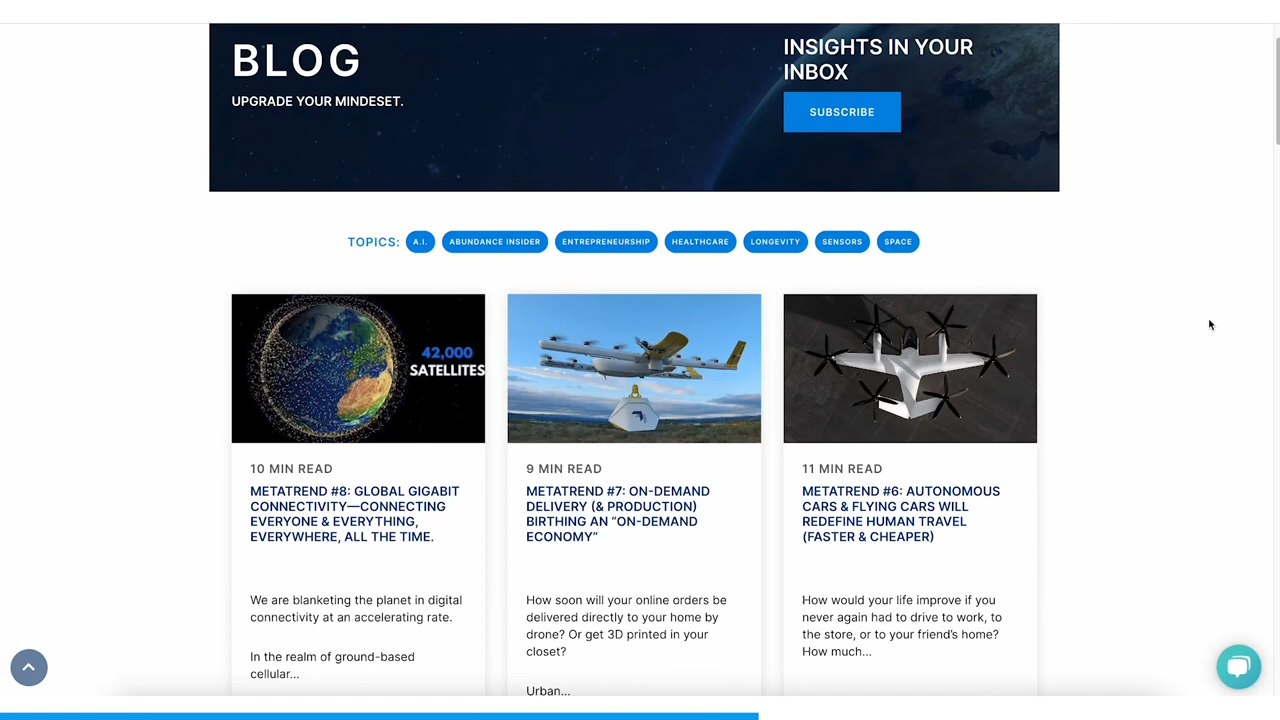 BLOG
UPGRADE YOUR MINDESET.
INSIGHTS IN YOUR
INBOX
SUBSCRIBE
TOPICS: A.I. ABUNDANCE INSIDER ENTREPRENEURSHIP HEALTHCARE LONGEVITY SENSORS SPACE
42,000
SATELLITES
10 MIN READ
METATREND #8: GLOBAL GIGABIT
CONNECTIVITY—CONNECTING
EVERYONE & EVERYTHING,
EVERYWHERE, ALL THE TIME.
We are blanketing the planet in digital
connectivity at an accelerating rate.
In the realm of ground-based
cellular...
9 MIN READ
METATREND #7: ON-DEMAND
DELIVERY (& PRODUCTION)
BIRTHING AN “ON-DEMAND
ECONOMY”
How soon will your online orders be
delivered directly to your home by
drone? Or get 3D printed in your
closet?
Urban...
11 MIN READ
METATREND #6: AUTONOMOUS
CARS & FLYING CARS WILL
REDEFINE HUMAN TRAVEL
(FASTER & CHEAPER)
How would your life improve if you
never again had to drive to work, to
the store, or to your friend’s home?
How much...